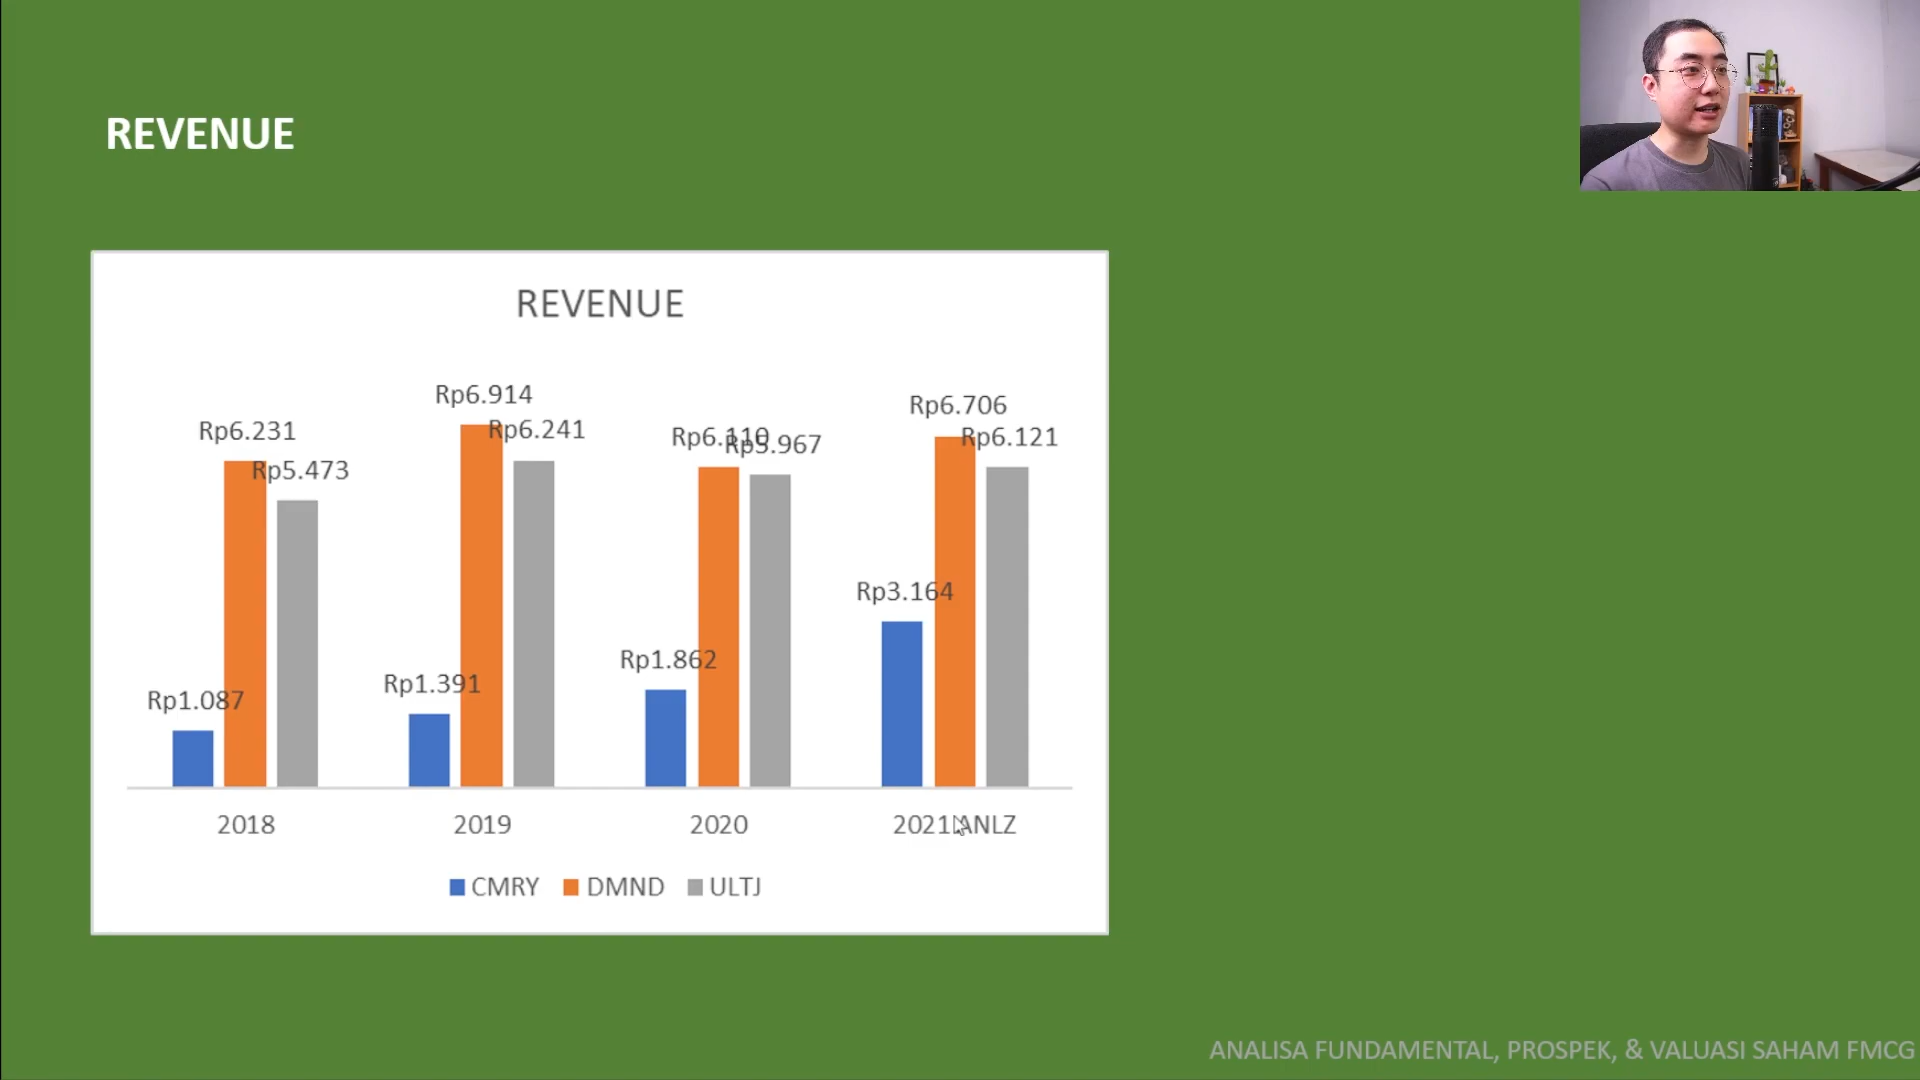 REVENUE
REVENUE
Rp6.914
Rp6.706
Rp6.231
Rp6.241
Rp6.110
Rp5.967
Rp6.121
Rp5.473
Rp3.164
Rp1.862
Rp1.391
Rp1.087
2018 2019 2020 2021 ANLZ
CMRY DMND ULTJ
ANALISA FUNDAMENTAL, PROSPEK, & VALUASI SAHAM FMCG